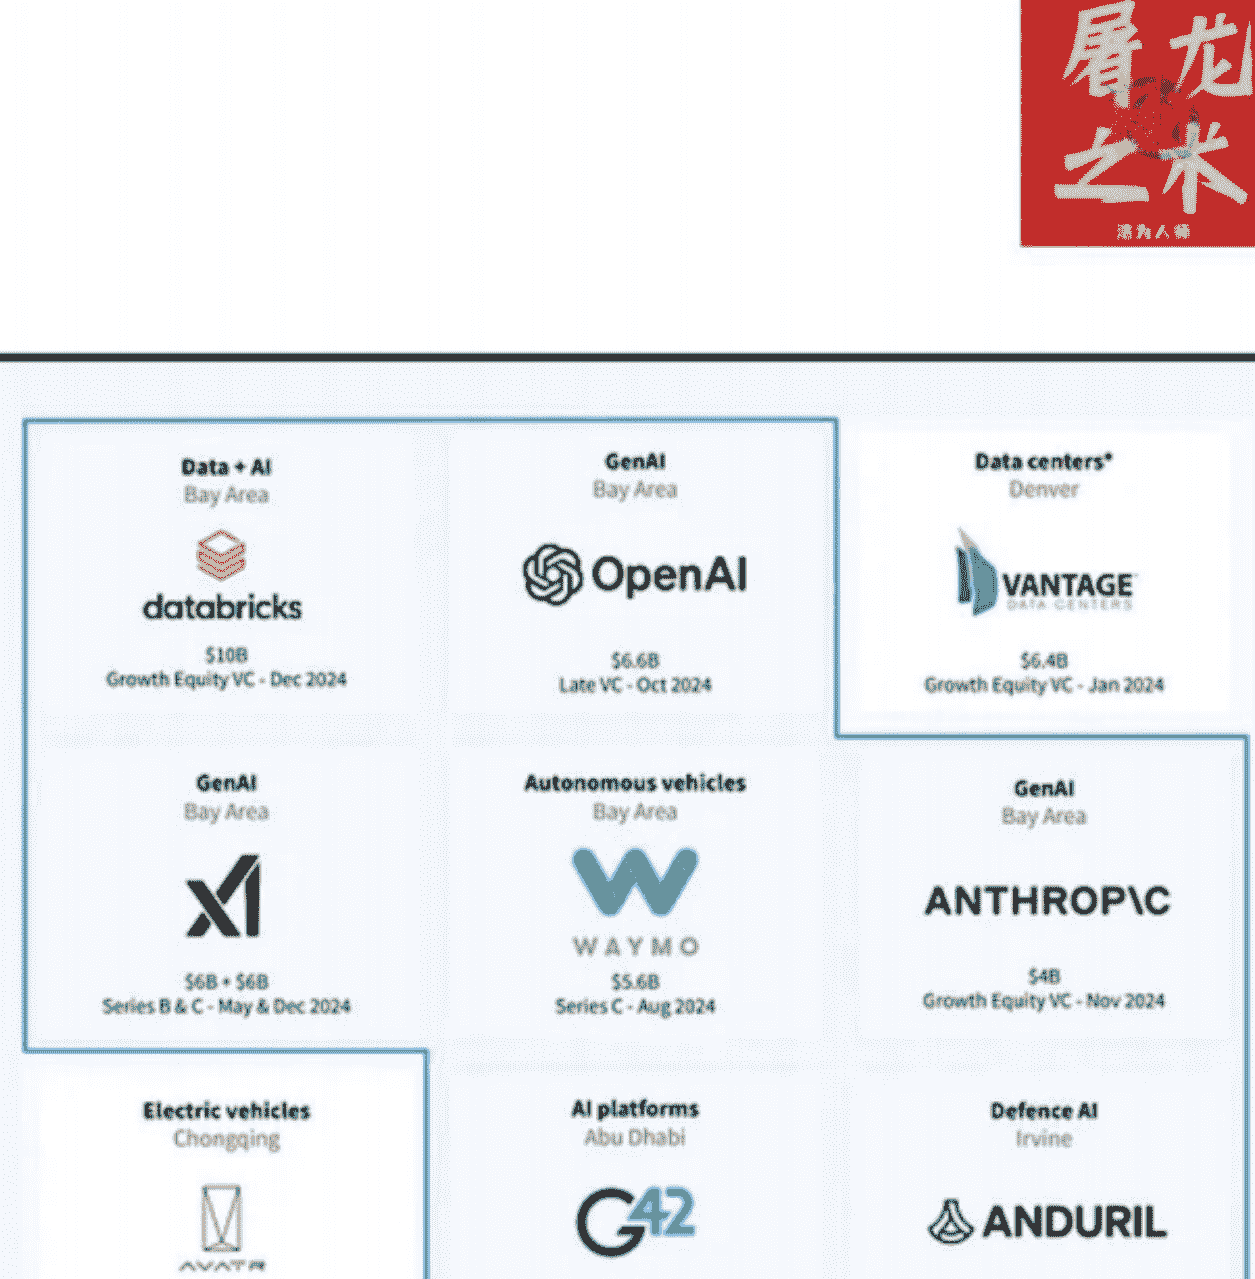 屠龙
之术
Data + AI
Bay Area
databricks
$10B
Growth Equity VC - Dec 2024
GenAI
Bay Area
OpenAI
$6.6B
Late VC - Oct 2024
Data centers*
Denver
VANTAGE
DATA CENTERS
$6.4B
Growth Equity VC - Jan 2024
GenAI
Bay Area
xI
$6B + $6B
Series B & C - May & Dec 2024
Autonomous vehicles
Bay Area
WAYMO
$5.6B
Series C - Aug 2024
GenAI
Bay Area
ANTHROP\C
$4B
Growth Equity VC - Nov 2024
Electric vehicles
Chongqing
AVATR
AI platforms
Abu Dhabi
G42
Defence AI
Irvine
ANDURIL